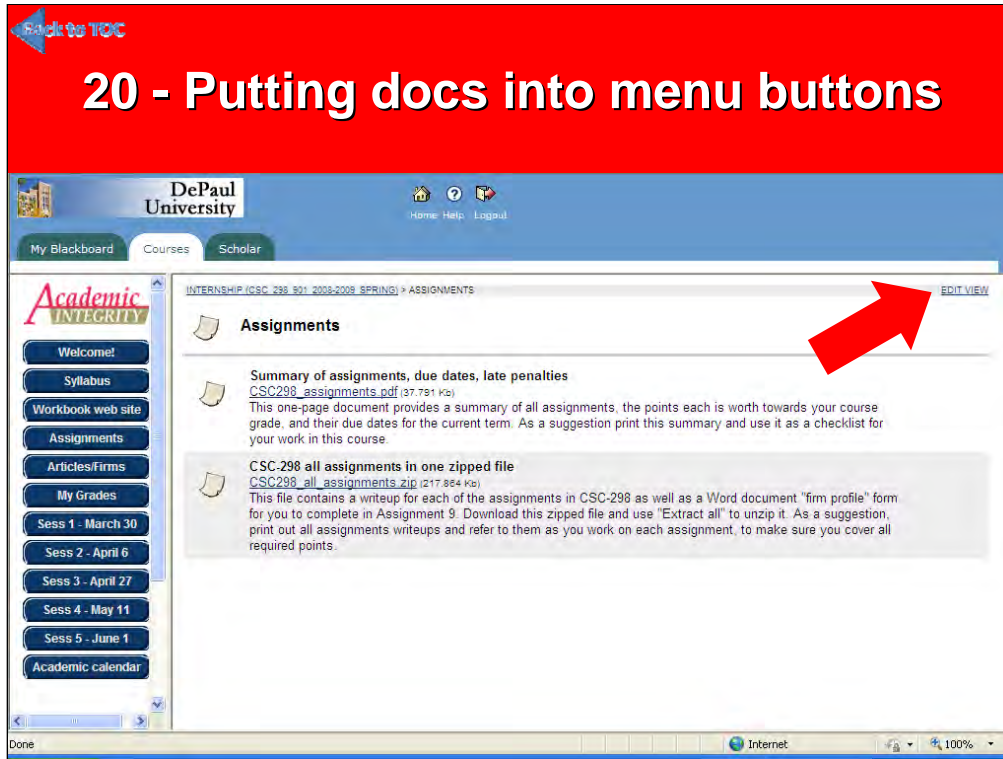 Back to TOC
20 - Putting docs into menu buttons
DePaul
University
Home Help Logout
My Blackboard Courses Scholar
Academic
INTEGRITY
Welcome!
Syllabus
Workbook web site
Assignments
Articles/Firms
My Grades
Sess 1 - March 30
Sess 2 - April 6
Sess 3 - April 27
Sess 4 - May 11
Sess 5 - June 1
Academic calendar
INTERNSHIP (CSC_298_901_2008-2009_SPRING) > ASSIGNMENTS
EDIT VIEW
Assignments
Summary of assignments, due dates, late penalties
CSC298_assignments.pdf (37.791 Kb)
This one-page document provides a summary of all assignments, the points each is worth towards your course
grade, and their due dates for the current term. As a suggestion print this summary and use it as a checklist for
your work in this course.
CSC-298 all assignments in one zipped file
CSC298_all_assignments.zip (217.864 Kb)
This file contains a writeup for each of the assignments in CSC-298 as well as a Word document "firm profile" form
for you to complete in Assignment 9. Download this zipped file and use "Extract all" to unzip it. As a suggestion,
print out all assignments writeups and refer to them as you work on each assignment, to make sure you cover all
required points.
Done
Internet
100%